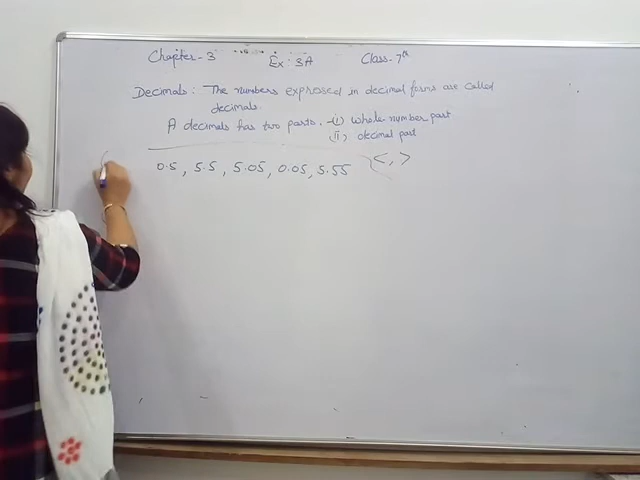 Chapter-3 Ex: 3A Class-7th
Decimals: The numbers expressed in decimal forms are called
decimals.
A decimals has two parts. -(i) Whole number part
(ii) decimal part
0.5, 5.5, 5.05, 0.05, 5.55 <, >